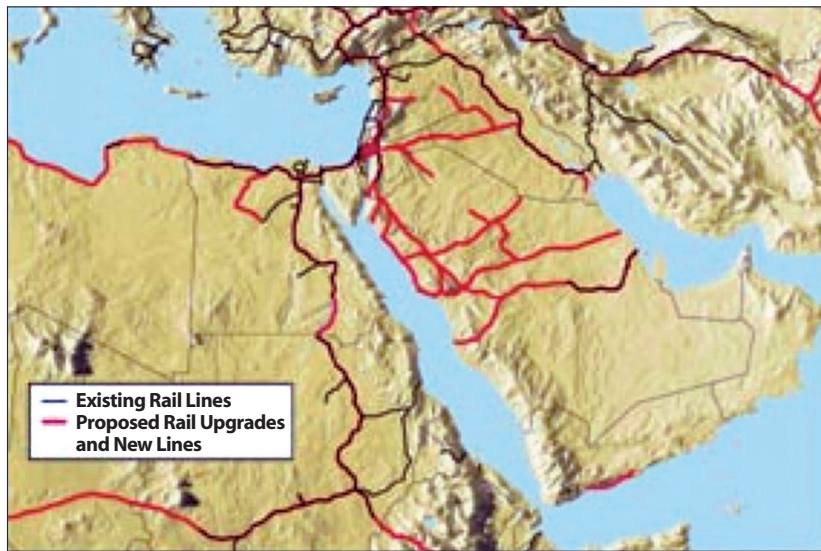 Existing Rail Lines
Proposed Rail Upgrades
and New Lines